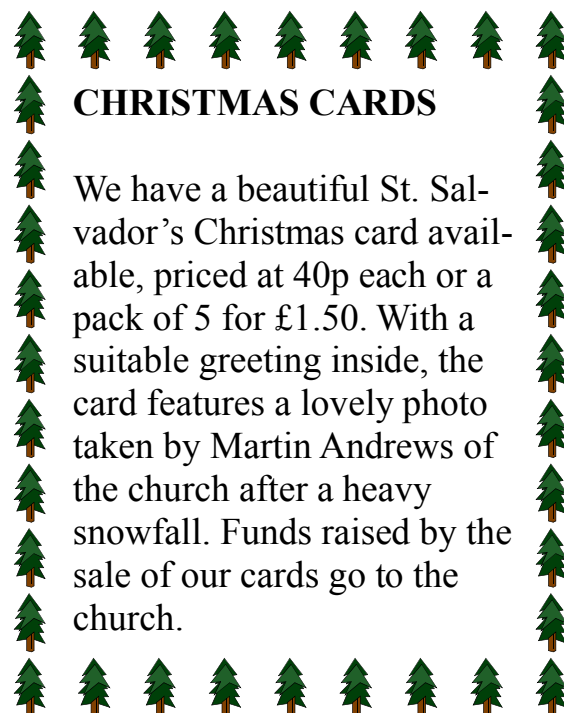 CHRISTMAS CARDS
We have a beautiful St. Sal-
vador’s Christmas card avail-
able, priced at 40p each or a
pack of 5 for £1.50. With a
suitable greeting inside, the
card features a lovely photo
taken by Martin Andrews of
the church after a heavy
snowfall. Funds raised by the
sale of our cards go to the
church.